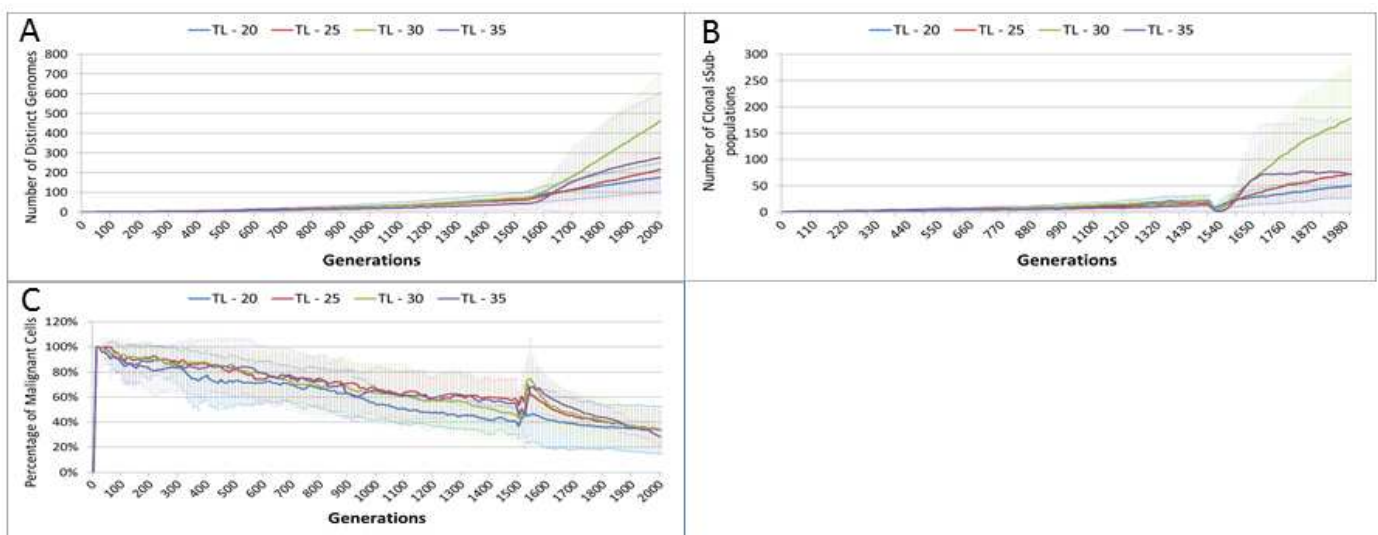 A
TL - 20 TL - 25 TL - 30 TL - 35
Number of Distinct Genomes
800
700
600
500
400
300
200
100
0
0 100 200 300 400 500 600 700 800 900 1000 1100 1200 1300 1400 1500 1600 1700 1800 1900 2000
Generations
B
TL - 20 TL - 25 TL - 30 TL - 35
Number of Clonal sSub-
populations
300
250
200
150
100
50
0
0 110 220 330 440 550 660 770 880 990 1100 1210 1320 1430 1540 1650 1760 1870 1980
Generations
C
TL - 20 TL - 25 TL - 30 TL - 35
Percentage of Malignant Cells
120%
100%
80%
60%
40%
20%
0%
0 100 200 300 400 500 600 700 800 900 1000 1100 1200 1300 1400 1500 1600 1700 1800 1900 2000
Generations